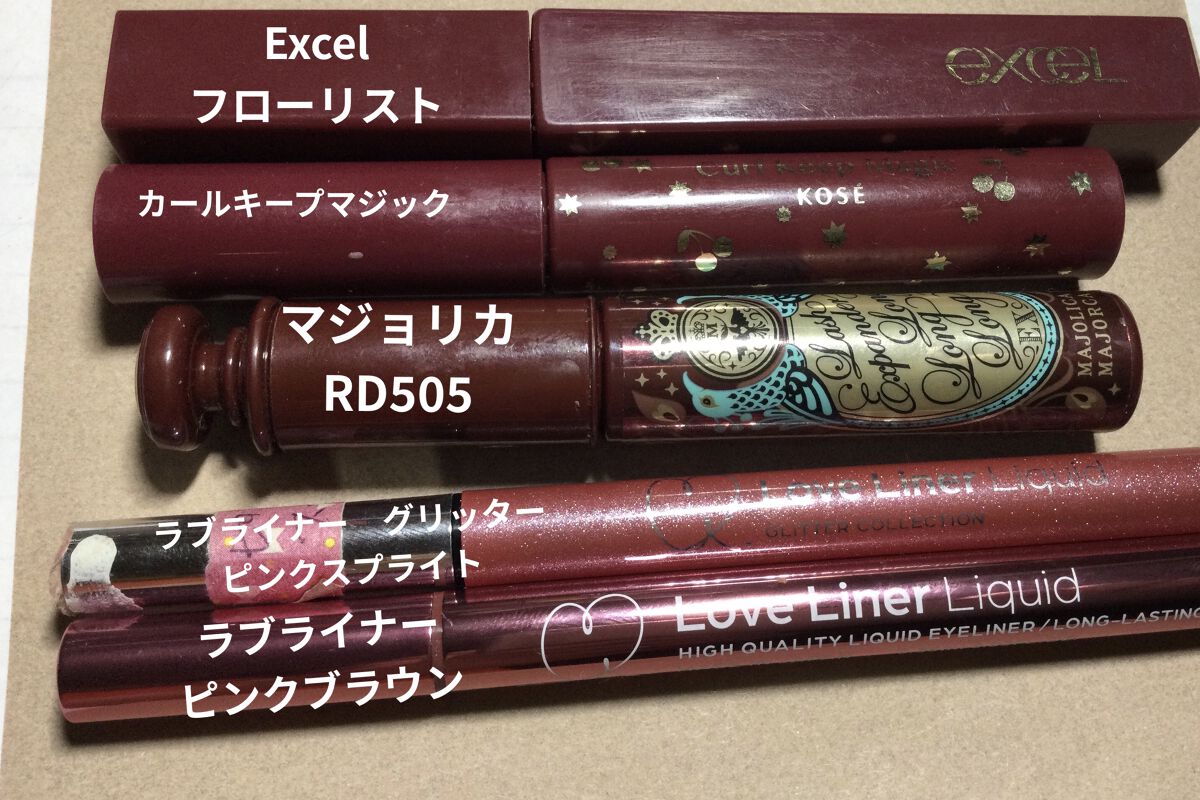 Excel
フローリスト
excel
カールキープマジック
Curl Keep Magic
KOSÉ
マジョリカ
RD505
M
Lash
Expander
Long
Long
Long
EX
MAJOLICA
MAJORCA
ラブライナー グリッター
ピンクスプライト
Love Liner Liquid
GLITTER COLLECTION
ラブライナー
ピンクブラウン
Love Liner Liquid
HIGH QUALITY LIQUID EYELINER/LONG-LASTING